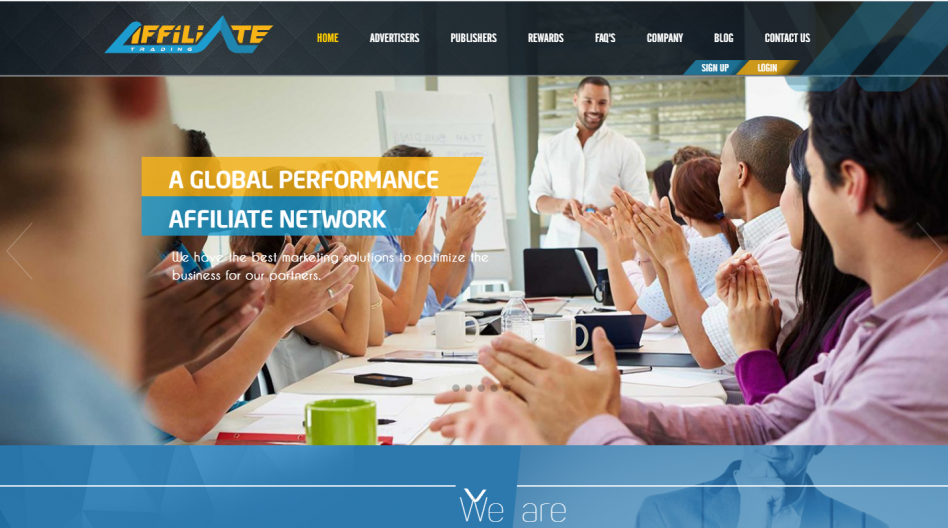 AFFILIATE
TRADING
HOME ADVERTISERS PUBLISHERS REWARDS FAQ'S COMPANY BLOG CONTACT US
SIGN UP LOGIN
A GLOBAL PERFORMANCE
AFFILIATE NETWORK
We have the best marketing solutions to optimize the
business for our partners.
We are